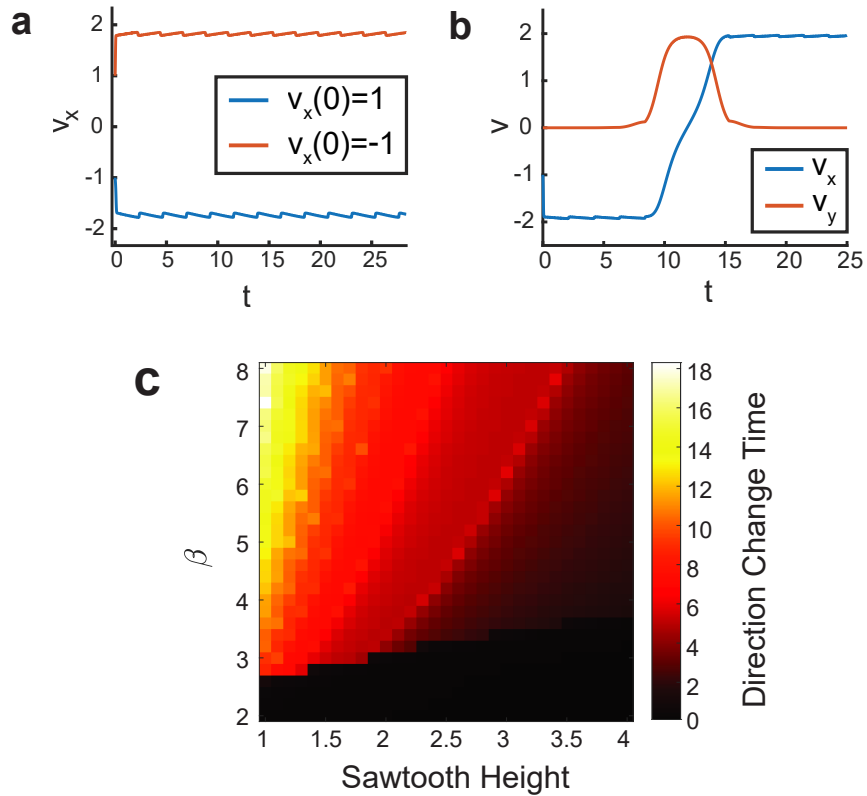 a
2
1
0
-1
-2
v_x
v_x(0)=1
v_x(0)=-1
0 5 10 15 20 25
t
b
2
1
0
-1
-2
v
v_x
v_y
0 5 10 15 20 25
t
c
8
7
6
5
4
3
2
β
1 1.5 2 2.5 3 3.5 4
Sawtooth Height
18
16
14
12
10
8
6
4
2
0
Direction Change Time